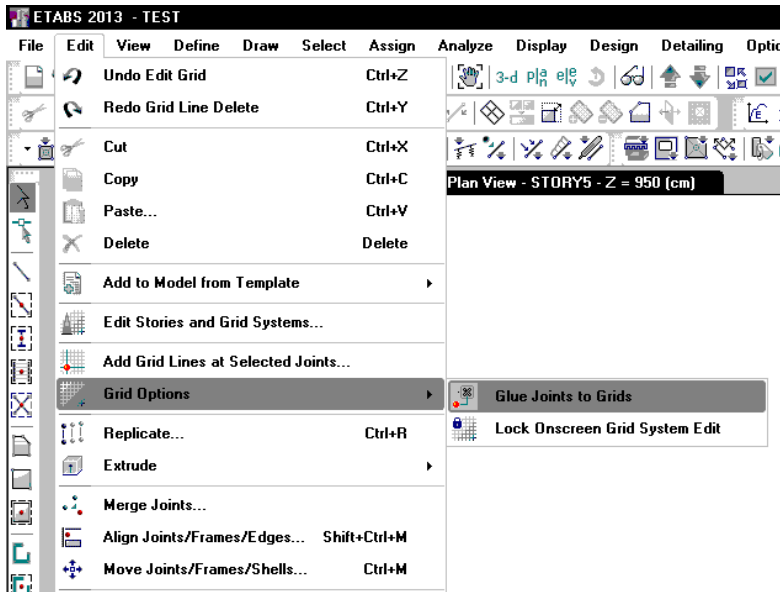 ETABS 2013 - TEST
File Edit View Define Draw Select Assign Analyze Display Design Detailing Optio
Undo Edit Grid Ctrl+Z
3-d
Redo Grid Line Delete Ctrl+Y
Cut Ctrl+X
Copy Ctrl+C
Plan View - STORY5 - Z = 950 (cm)
Paste... Ctrl+V
Delete Delete
Add to Model from Template
Edit Stories and Grid Systems...
Add Grid Lines at Selected Joints...
Grid Options
Glue Joints to Grids
Lock Onscreen Grid System Edit
Replicate... Ctrl+R
Extrude
Merge Joints...
Align Joints/Frames/Edges... Shift+Ctrl+M
Move Joints/Frames/Shells... Ctrl+M